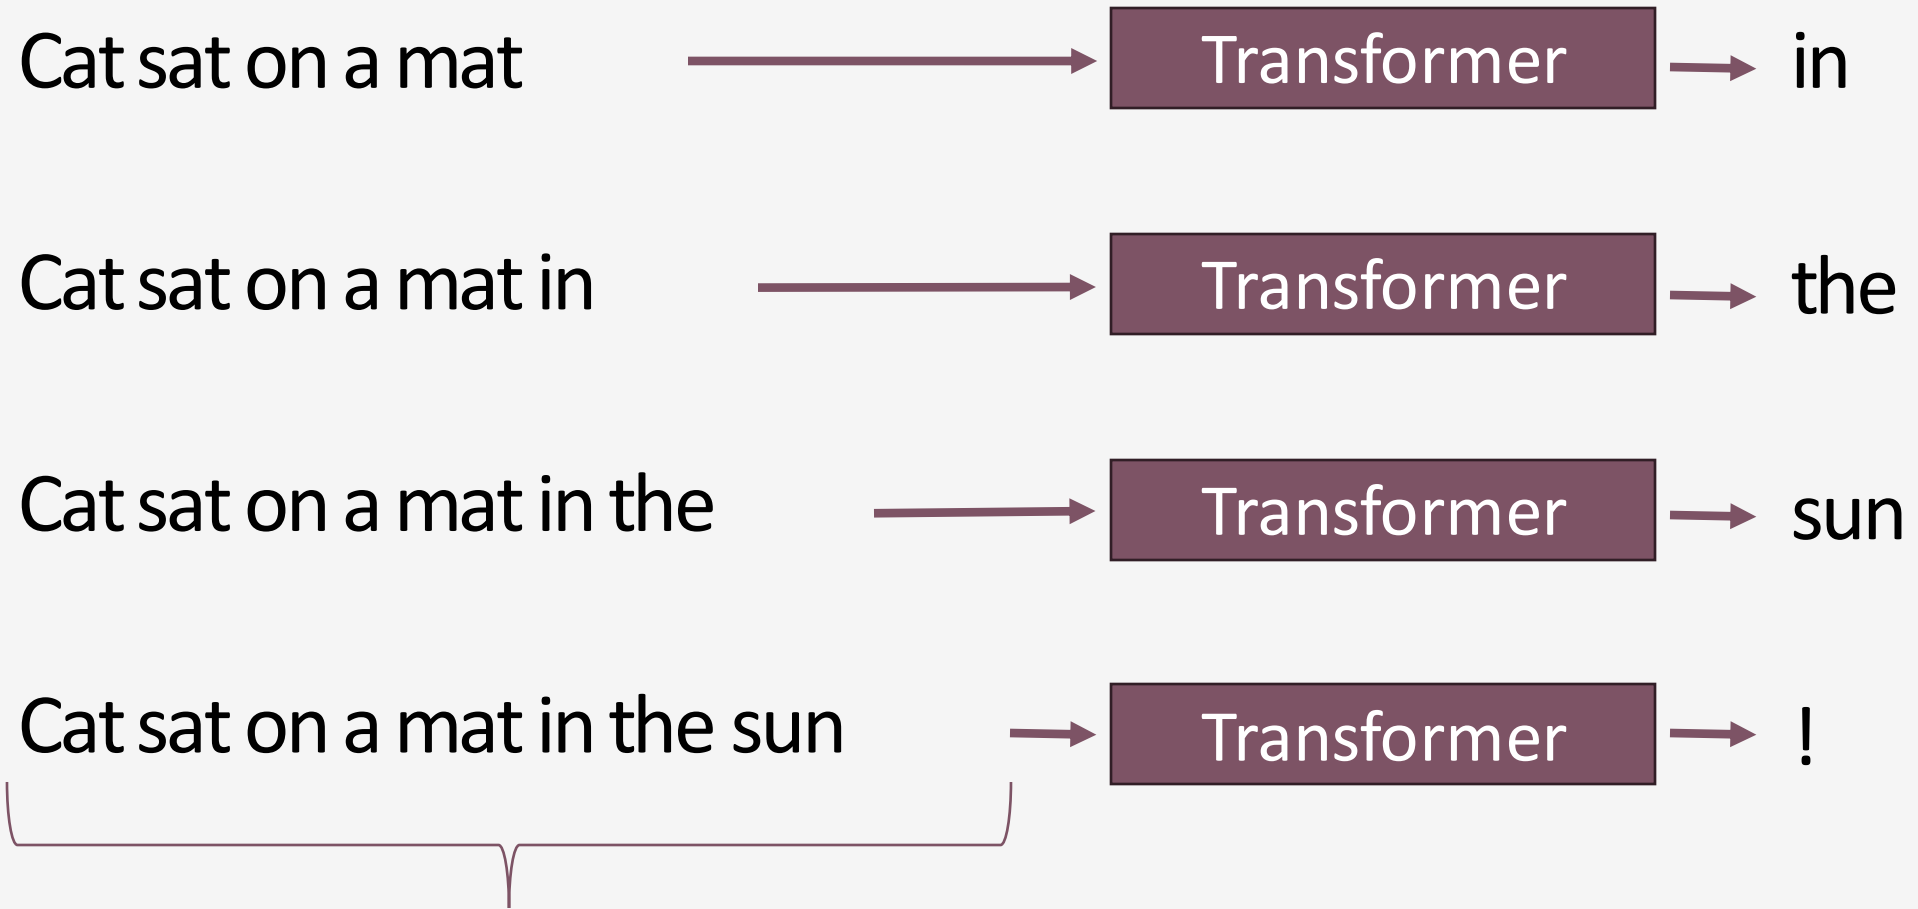 Cat sat on a mat Transformer in
Cat sat on a mat in Transformer the
Cat sat on a mat in the Transformer sun
Cat sat on a mat in the sun Transformer !